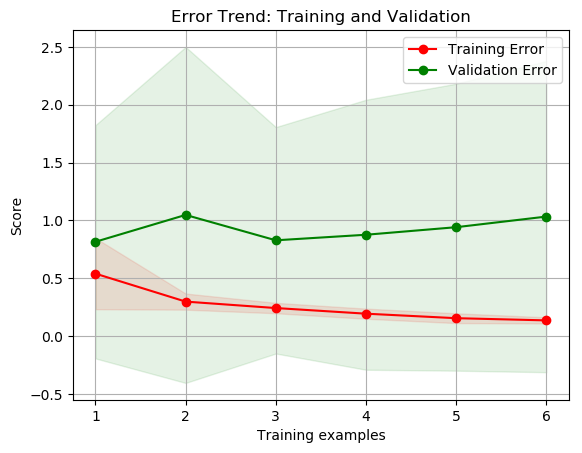 Error Trend: Training and Validation
Training Error
Validation Error
Score
2.5
2.0
1.5
1.0
0.5
0.0
−0.5
1 2 3 4 5 6
Training examples